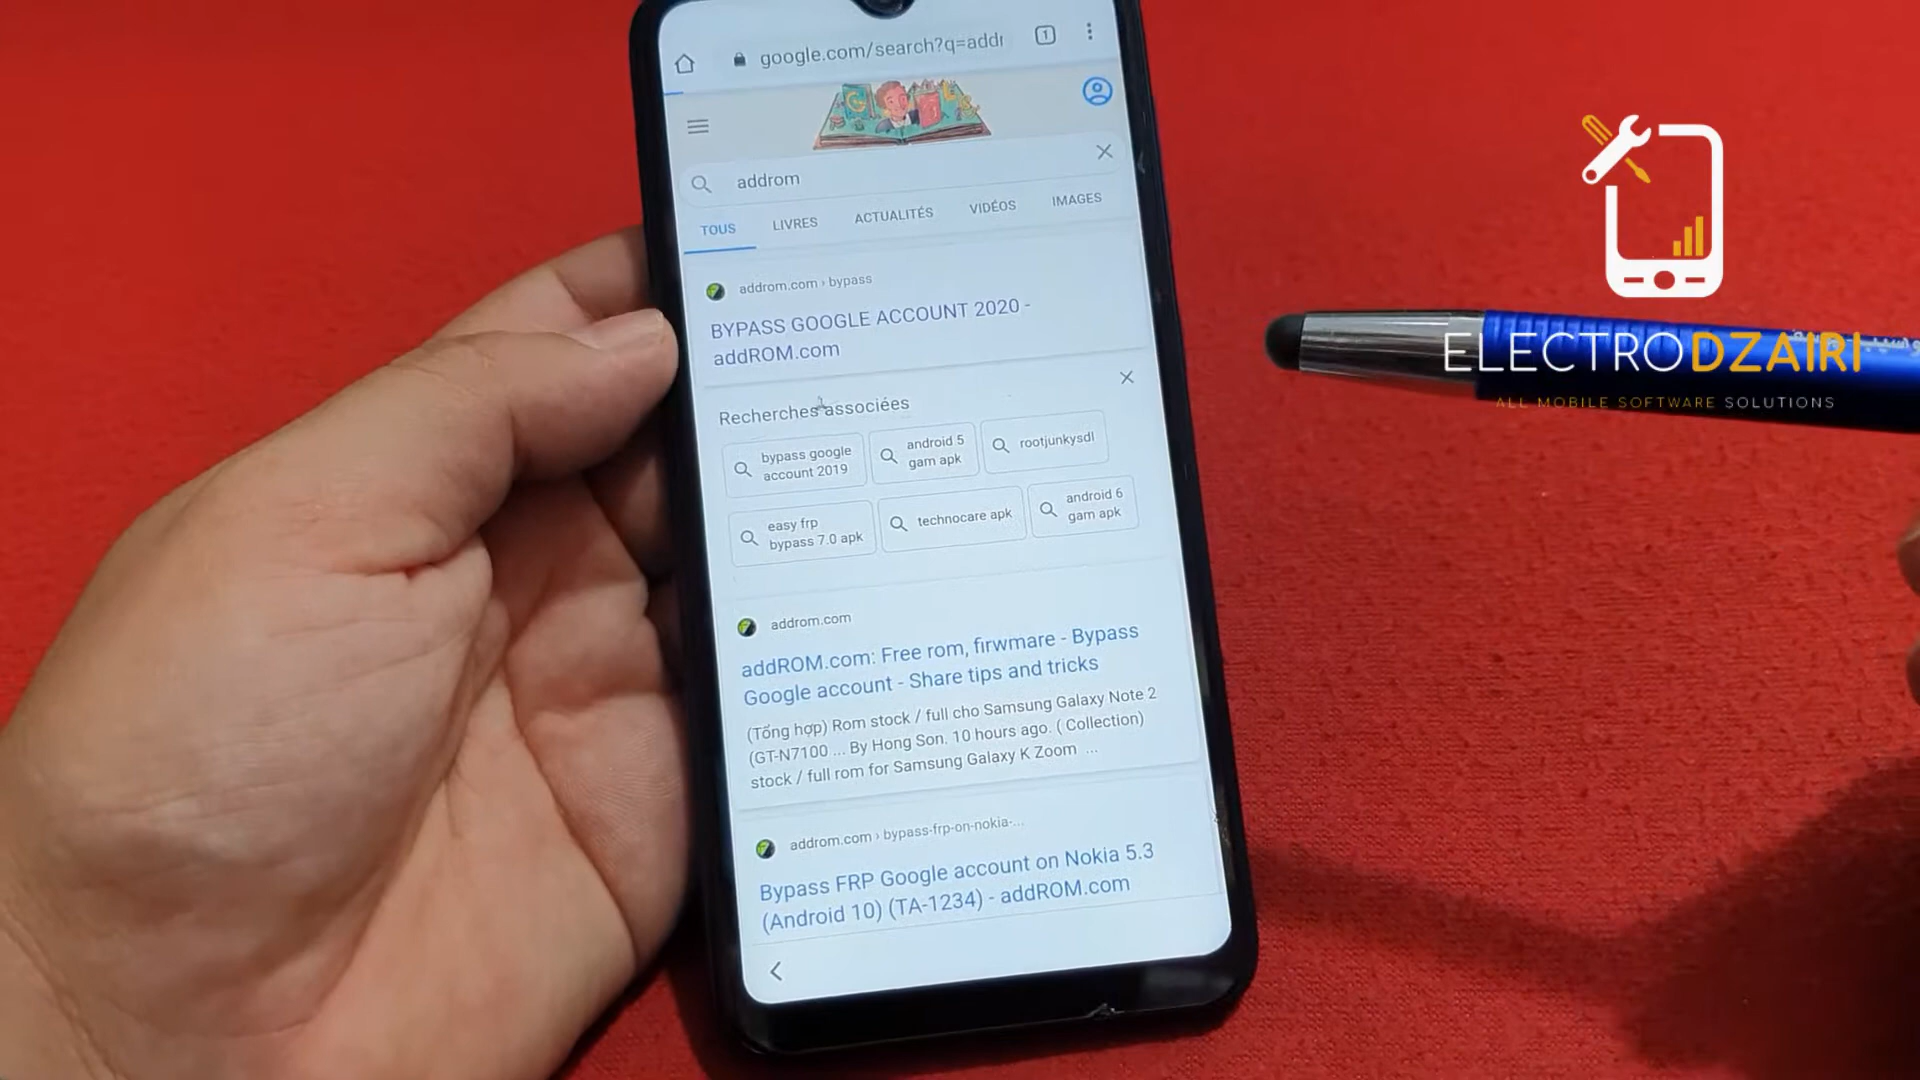 google.com/search?q=addr
1
addrom
TOUS LIVRES ACTUALITÉS VIDÉOS IMAGES
addrom.com › bypass
BYPASS GOOGLE ACCOUNT 2020 -
addROM.com
Recherches associées
bypass google
account 2019
android 5
gam apk
rootjunkysdl
easy frp
bypass 7.0 apk
technocare apk
android 6
gam apk
addrom.com
addROM.com: Free rom, firwmare - Bypass
Google account - Share tips and tricks
(Tổng hợp) Rom stock / full cho Samsung Galaxy Note 2
(GT-N7100 ... By Hong Son. 10 hours ago. ( Collection)
stock / full rom for Samsung Galaxy K Zoom ...
addrom.com › bypass-frp-on-nokia-...
Bypass FRP Google account on Nokia 5.3
(Android 10) (TA-1234) - addROM.com
ELECTRODZAIRI
ALL MOBILE SOFTWARE SOLUTIONS